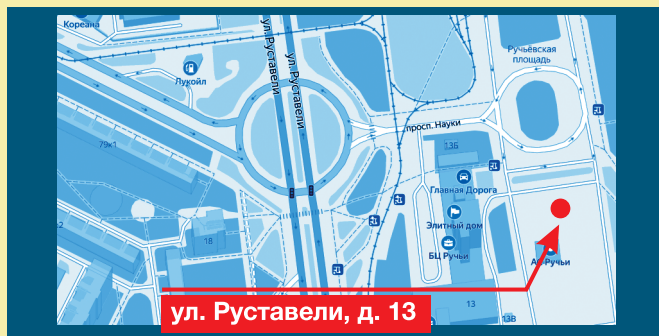 Кореана
Лукойл
ул. Руставели
ул. Руставели
Ручьёвская
площадь
просп. Науки
79к1
13Б
Главная Дорога
Элитный дом
БЦ Ручьи
18
АС Ручьи
13
13В
ул. Руставели, д. 13